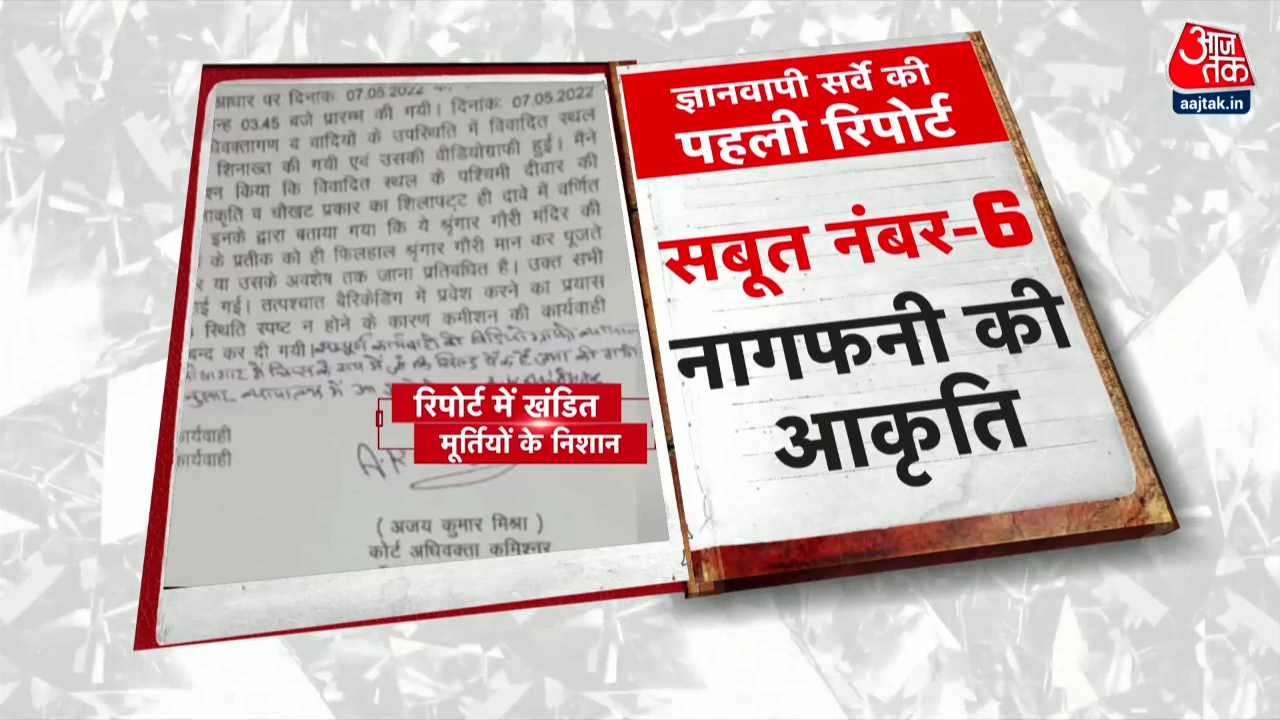 आज
तक
aajtak.in
आधार पर दिनांक 07.05.2022
03.45 बजे प्रारम्भ की गयी। दिनांक: 07.05.2022
व वादियों के उपस्थिति में विवादित स्थल
शिनाख्त की गयी एवं उसकी वीडियोग्राफी हुई। मैंने
किया कि विवादित स्थल के पश्चिमी दीवार की
व चौखट प्रकार का शिलापट्ट ही दावे में वर्णित
इनके द्वारा बताया गया कि ये श्रृंगार गौरी मंदिर की
के प्रतीक को ही फिलहाल श्रृंगार गौरी मान कर पूजते
या उसके अवशेष तक जाना प्रतिबंधित है। उक्त सभी
गई। तत्पश्चात बैरिकेडिंग में प्रवेश करने का प्रयास
स्थिति स्पष्ट न होने के कारण कमीशन की कार्यवाही
बन्द कर दी गयी।
कार्यवाही
कार्यवाही
( अजय कुमार मिश्रा )
कोर्ट अधिवक्ता कमिश्नर
रिपोर्ट में खंडित
मूर्तियों के निशान
ज्ञानवापी सर्वे की
पहली रिपोर्ट
सबूत नंबर-6
नागफनी की
आकृति